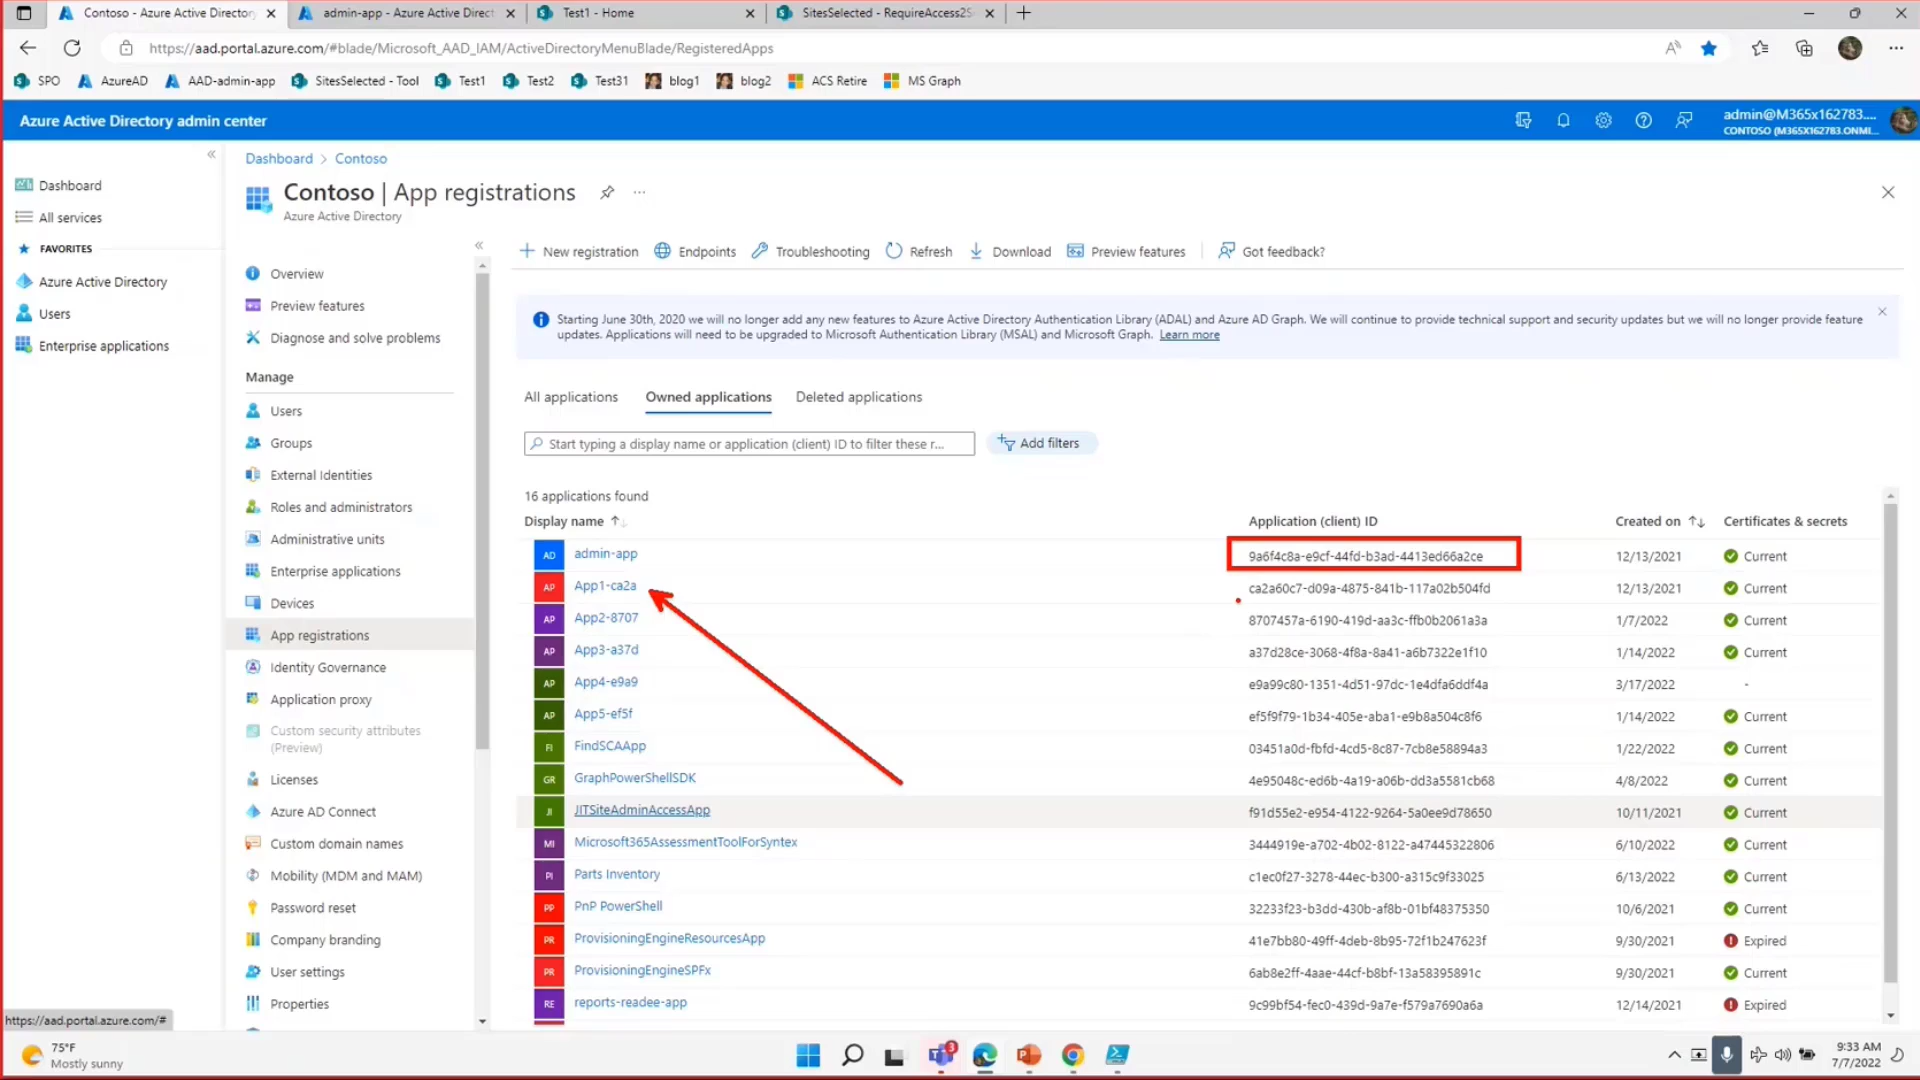 Contoso - Azure Active Directory
admin-app - Azure Active Direct
Test1 - Home
SitesSelected - RequireAccess2S
https://aad.portal.azure.com/#blade/Microsoft_AAD_IAM/ActiveDirectoryMenuBlade/RegisteredApps
SPO
AzureAD
AAD-admin-app
SitesSelected - Tool
Test1
Test2
Test31
blog1
blog2
ACS Retire
MS Graph
Azure Active Directory admin center
admin@M365x162783....
CONTOSO (M365X162783.ONMI...
Dashboard > Contoso
Contoso | App registrations
Azure Active Directory
Dashboard
All services
FAVORITES
Azure Active Directory
Users
Enterprise applications
Overview
Preview features
Diagnose and solve problems
Manage
Users
Groups
External Identities
Roles and administrators
Administrative units
Enterprise applications
Devices
App registrations
Identity Governance
Application proxy
Custom security attributes
(Preview)
Licenses
Azure AD Connect
Custom domain names
Mobility (MDM and MAM)
Password reset
Company branding
User settings
Properties
New registration
Endpoints
Troubleshooting
Refresh
Download
Preview features
Got feedback?
Starting June 30th, 2020 we will no longer add any new features to Azure Active Directory Authentication Library (ADAL) and Azure AD Graph. We will continue to provide technical support and security updates but we will no longer provide feature
updates. Applications will need to be upgraded to Microsoft Authentication Library (MSAL) and Microsoft Graph. Learn more
All applications
Owned applications
Deleted applications
Start typing a display name or application (client) ID to filter these r...
Add filters
16 applications found
Display name
Application (client) ID
Created on
Certificates & secrets
AD admin-app 9a6f4c8a-e9cf-44fd-b3ad-4413ed66a2ce 12/13/2021 Current
AP App1-ca2a ca2a60c7-d09a-4875-841b-117a02b504fd 12/13/2021 Current
AP App2-8707 8707457a-6190-419d-aa3c-ffb0b2061a3a 1/7/2022 Current
AP App3-a37d a37d28ce-3068-4f8a-8a41-a6b7322e1f10 1/14/2022 Current
AP App4-e9a9 e9a99c80-1351-4d51-97dc-1e4dfa6ddf4a 3/17/2022 -
AP App5-ef5f ef5f9f79-1b34-405e-aba1-e9b8a504c8f6 1/14/2022 Current
FI FindSCAApp 03451a0d-fbfd-4cd5-8c87-7cb8e58894a3 1/22/2022 Current
GR GraphPowerShellSDK 4e95048c-ed6b-4a19-a06b-dd3a5581cb68 4/8/2022 Current
JI JITSiteAdminAccessApp f91d55e2-e954-4122-9264-5a0ee9d78650 10/11/2021 Current
MI Microsoft365AssessmentToolForSyntex 3444919e-a702-4b02-8122-a47445322806 6/10/2022 Current
PI Parts Inventory c1ec0f27-3278-44ec-b300-a315c9f33025 6/13/2022 Current
PP PnP PowerShell 32233f23-b3dd-430b-af8b-01bf48375350 10/6/2021 Current
PR ProvisioningEngineResourcesApp 41e7bb80-49ff-4deb-8b95-72f1b247623f 9/30/2021 Expired
PR ProvisioningEngineSPFx 6ab8e2ff-4aae-44cf-b8bf-13a58395891c 9/30/2021 Current
RE reports-readee-app 9c99bf54-fec0-439d-9a7e-f579a7690a6a 12/14/2021 Expired
https://aad.portal.azure.com/#
75°F
Mostly sunny
3
9:33 AM
7/7/2022